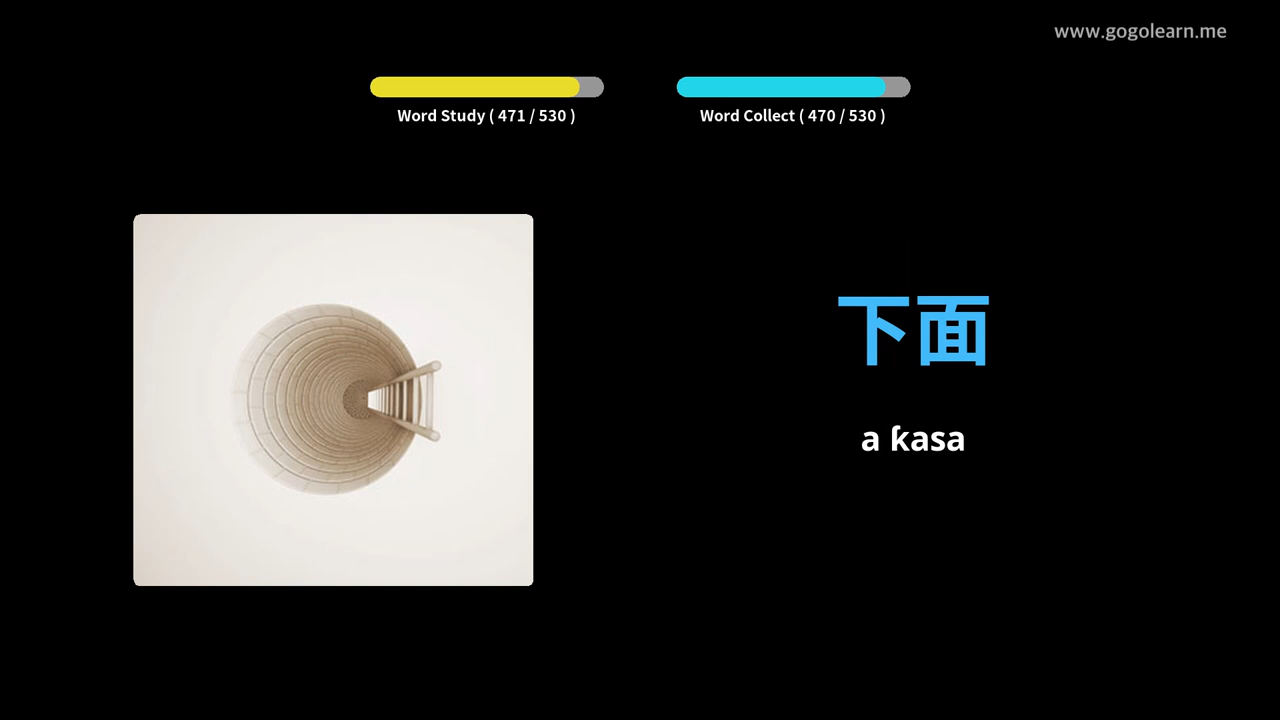 www.gogolearn.me
Word Study ( 471 / 530 )
Word Collect ( 470 / 530 )
下面
a ƙasa